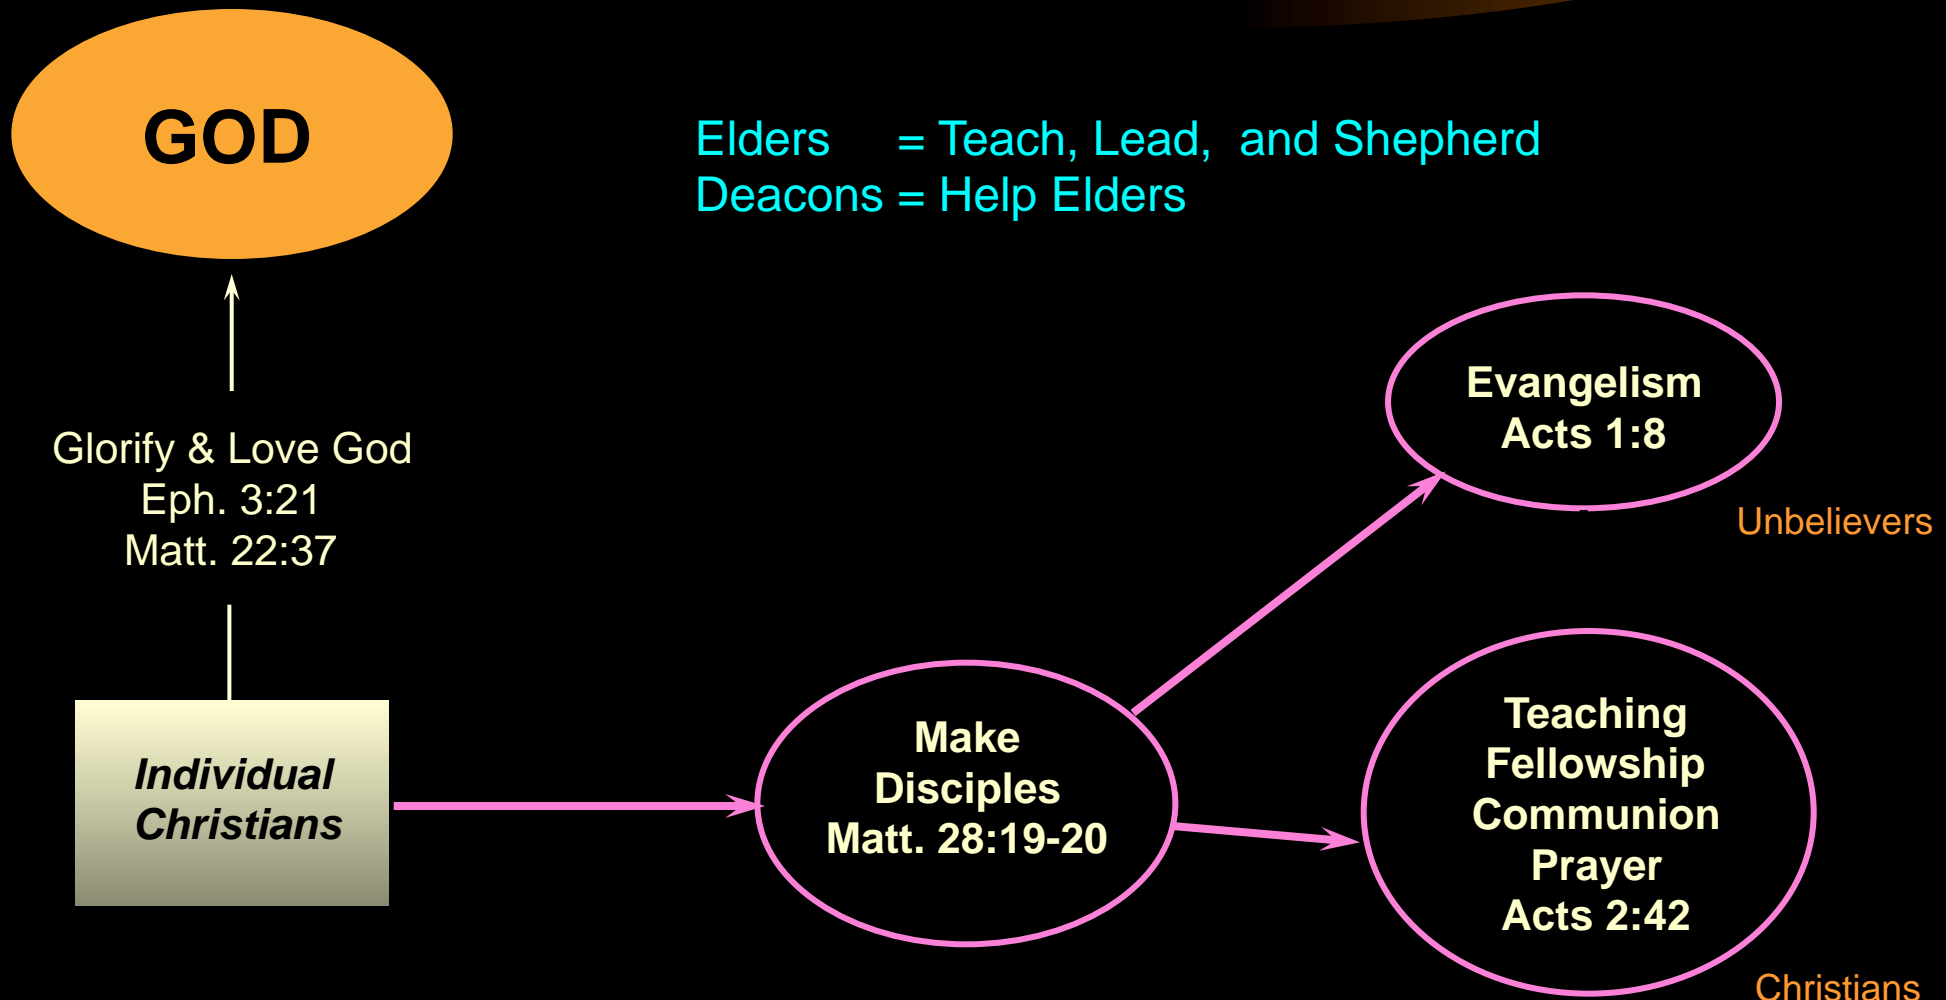 GOD
Elders = Teach, Lead, and Shepherd
Deacons = Help Elders
Glorify & Love God
Eph. 3:21
Matt. 22:37
Individual
Christians
Make
Disciples
Matt. 28:19-20
Evangelism
Acts 1:8
Unbelievers
Teaching
Fellowship
Communion
Prayer
Acts 2:42
Christians